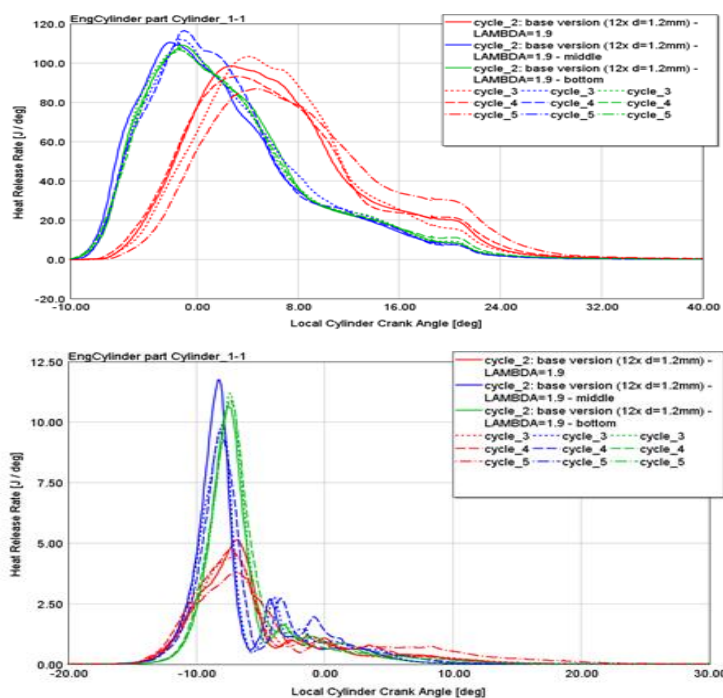 EngCylinder part Cylinder_1-1
cycle_2: base version (12x d=1.2mm) -
LAMBDA=1.9
cycle_2: base version (12x d=1.2mm) -
LAMBDA=1.9 - middle
cycle_2: base version (12x d=1.2mm) -
LAMBDA=1.9 - bottom
cycle_3 cycle_3 cycle_3
cycle_4 cycle_4 cycle_4
cycle_5 cycle_5 cycle_5
Heat Release Rate [J / deg]
120.0
100.0
80.0
60.0
40.0
20.0
0.0
-20.0
-10.00 0.00 8.00 16.00 24.00 32.00 40.00
Local Cylinder Crank Angle [deg]
EngCylinder part Cylinder_1-1
cycle_2: base version (12x d=1.2mm) -
LAMBDA=1.9
cycle_2: base version (12x d=1.2mm) -
LAMBDA=1.9 - middle
cycle_2: base version (12x d=1.2mm) -
LAMBDA=1.9 - bottom
cycle_3 cycle_3 cycle_3
cycle_4 cycle_4 cycle_4
cycle_5 cycle_5 cycle_5
Heat Release Rate [J / deg]
12.50
10.00
7.50
5.00
2.50
0.00
-20.00 -10.00 0.00 10.00 20.00 30.00
Local Cylinder Crank Angle [deg]